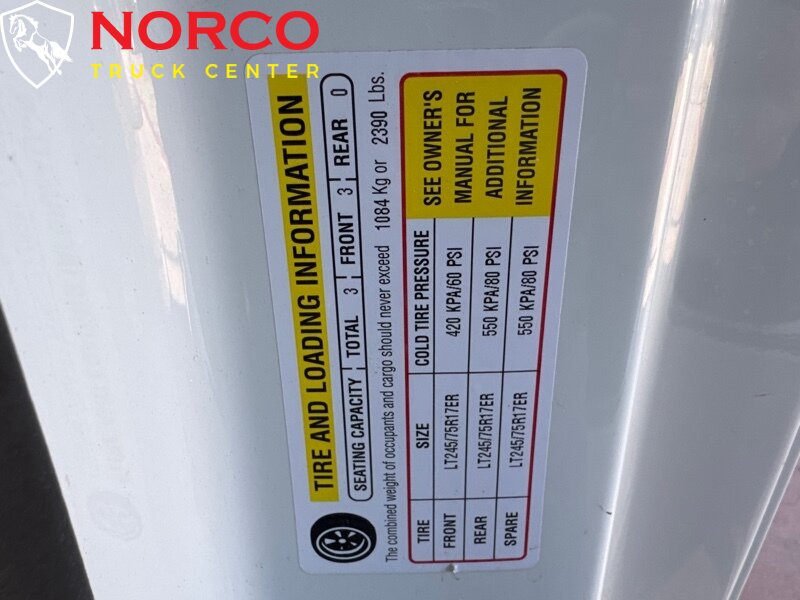 NORCO
TRUCK CENTER
TIRE AND LOADING INFORMATION
SEATING CAPACITY TOTAL 3 FRONT 3 REAR 0
The combined weight of occupants and cargo should never exceed 1084 Kg or 2390 Lbs.
TIRE SIZE COLD TIRE PRESSURE
FRONT LT245/75R17ER 420 KPA/60 PSI
REAR LT245/75R17ER 550 KPA/80 PSI
SPARE LT245/75R17ER 550 KPA/80 PSI
SEE OWNER'S
MANUAL FOR
ADDITIONAL
INFORMATION